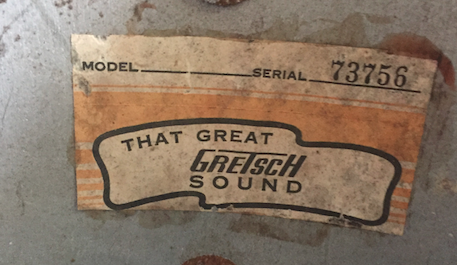 MODEL SERIAL 73756
THAT GREAT
GRETSCH
SOUND